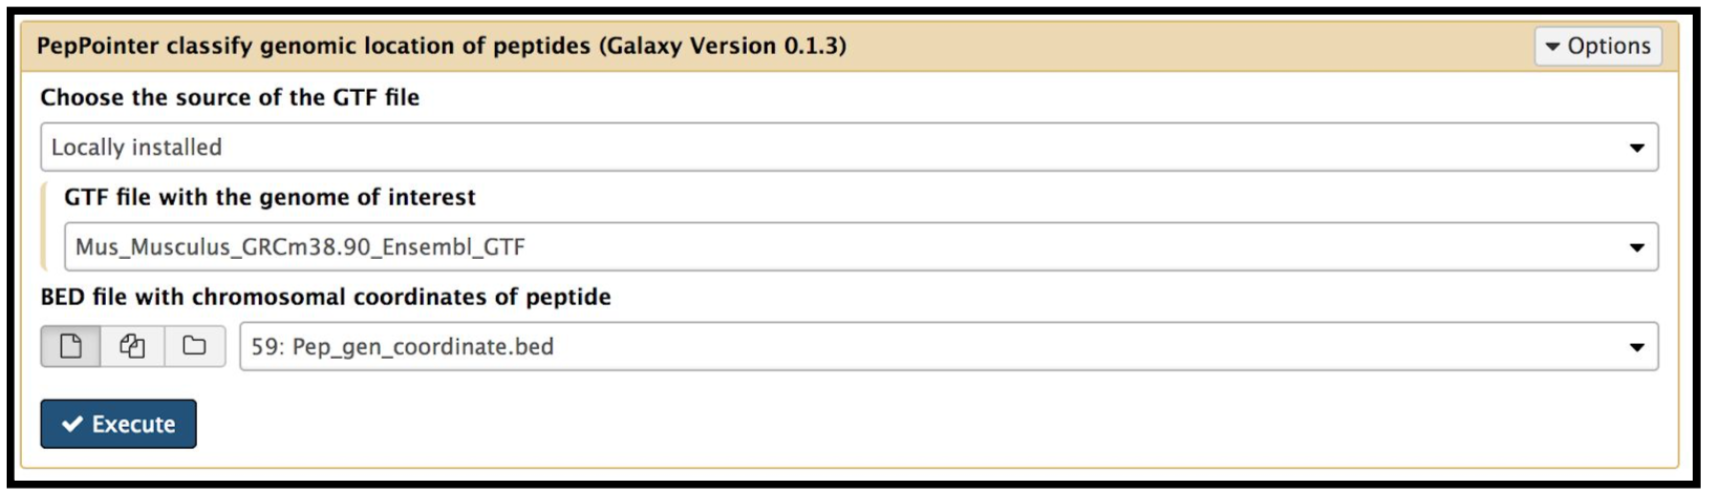 PepPointer classify genomic location of peptides (Galaxy Version 0.1.3)
Options
Choose the source of the GTF file
Locally installed
GTF file with the genome of interest
Mus_Musculus_GRCm38.90_Ensembl_GTF
BED file with chromosomal coordinates of peptide
59: Pep_gen_coordinate.bed
Execute